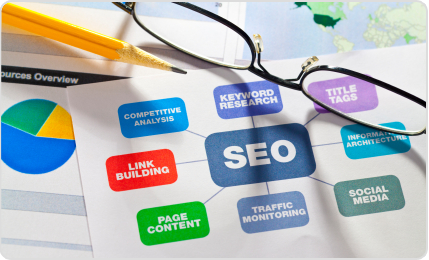 ources Overview
COMPETITIVE
ANALYSIS
KEYWORD
RESEARCH
TITLE
TAGS
LINK
BUILDING
SEO
INFORMATION
ARCHITECTURE
PAGE
CONTENT
TRAFFIC
MONITORING
SOCIAL
MEDIA